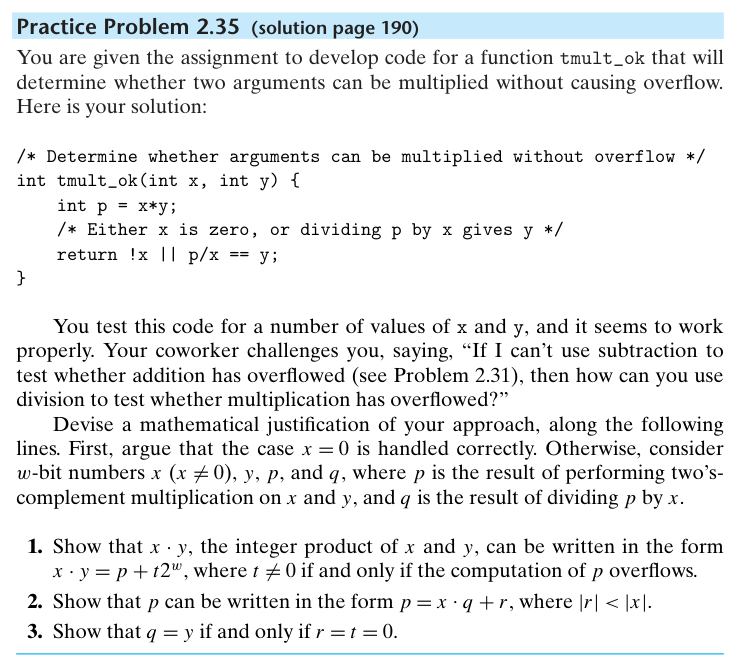 Practice Problem 2.35 (solution page 190)
You are given the assignment to develop code for a function tmult_ok that will
determine whether two arguments can be multiplied without causing overflow.
Here is your solution:
/* Determine whether arguments can be multiplied without overflow */
int tmult_ok(int x, int y) {
    int p = x*y;
    /* Either x is zero, or dividing p by x gives y */
    return !x || p/x == y;
}
You test this code for a number of values of x and y, and it seems to work
properly. Your coworker challenges you, saying, “If I can’t use subtraction to
test whether addition has overflowed (see Problem 2.31), then how can you use
division to test whether multiplication has overflowed?”
Devise a mathematical justification of your approach, along the following
lines. First, argue that the case x = 0 is handled correctly. Otherwise, consider
w-bit numbers x (x ≠ 0), y, p, and q, where p is the result of performing two’s-
complement multiplication on x and y, and q is the result of dividing p by x.
1. Show that x · y, the integer product of x and y, can be written in the form
x · y = p + t2^w, where t ≠ 0 if and only if the computation of p overflows.
2. Show that p can be written in the form p = x · q + r, where |r| < |x|.
3. Show that q = y if and only if r = t = 0.